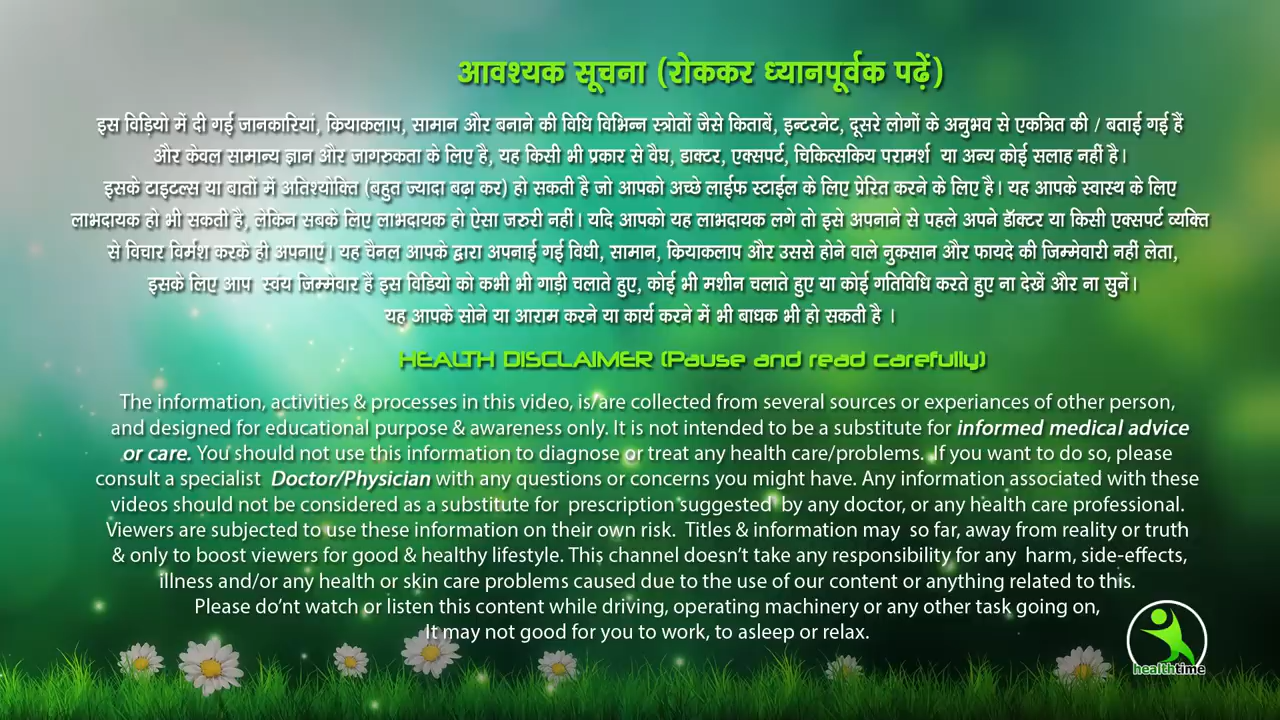 आवश्यक सूचना (रोककर ध्यानपूर्वक पढ़ें)
इस विड़ियो में दी गई जानकारियां, क्रियाकलाप, सामान और बनाने की विधि विभिन्न स्त्रोतों जैसे किताबें, इन्टरनेट, दूसरे लोगों के अनुभव से एकत्रित की / बताई गई हैं
और केवल सामान्य ज्ञान और जागरुकता के लिए है, यह किसी भी प्रकार से वैघ, डाक्टर, एक्सपर्ट, चिकित्सकिय परामर्श या अन्य कोई सलाह नहीं है।
इसके टाइटल्स या बातों में अतिश्योक्ति (बहुत ज्यादा बढ़ा कर) हो सकती है जो आपको अच्छे लाईफ स्टाईल के लिए प्रेरित करने के लिए है। यह आपके स्वास्थ के लिए
लाभदायक हो भी सकती है, लेकिन सबके लिए लाभदायक हो ऐसा जरुरी नहीं। यदि आपको यह लाभदायक लगे तो इसे अपनाने से पहले अपने डॉक्टर या किसी एक्सपर्ट व्यक्ति
से विचार विर्मश करके ही अपनाएं। यह चैनल आपके द्वारा अपनाई गई विधी, सामान, क्रियाकलाप और उससे होने वाले नुकसान और फायदे की जिम्मेवारी नहीं लेता,
इसके लिए आप स्वंय जिम्मेवार हैं इस विडियो को कभी भी गाड़ी चलाते हुए, कोई भी मशीन चलाते हुए या कोई गतिविधि करते हुए ना देखें और ना सुनें।
यह आपके सोने या आराम करने या कार्य करने में भी बाधक भी हो सकती है ।
HEALTH DISCLAIMER (Pause and read carefully)
The information, activities & processes in this video, is/are collected from several sources or experiances of other person,
and designed for educational purpose & awareness only. It is not intended to be a substitute for informed medical advice
or care. You should not use this information to diagnose or treat any health care/problems. If you want to do so, please
consult a specialist Doctor/Physician with any questions or concerns you might have. Any information associated with these
videos should not be considered as a substitute for prescription suggested by any doctor, or any health care professional.
Viewers are subjected to use these information on their own risk. Titles & information may so far, away from reality or truth
& only to boost viewers for good & healthy lifestyle. This channel doesn't take any responsibility for any harm, side-effects,
illness and/or any health or skin care problems caused due to the use of our content or anything related to this.
Please do'nt watch or listen this content while driving, operating machinery or any other task going on,
It may not good for you to work, to asleep or relax.
healthtime